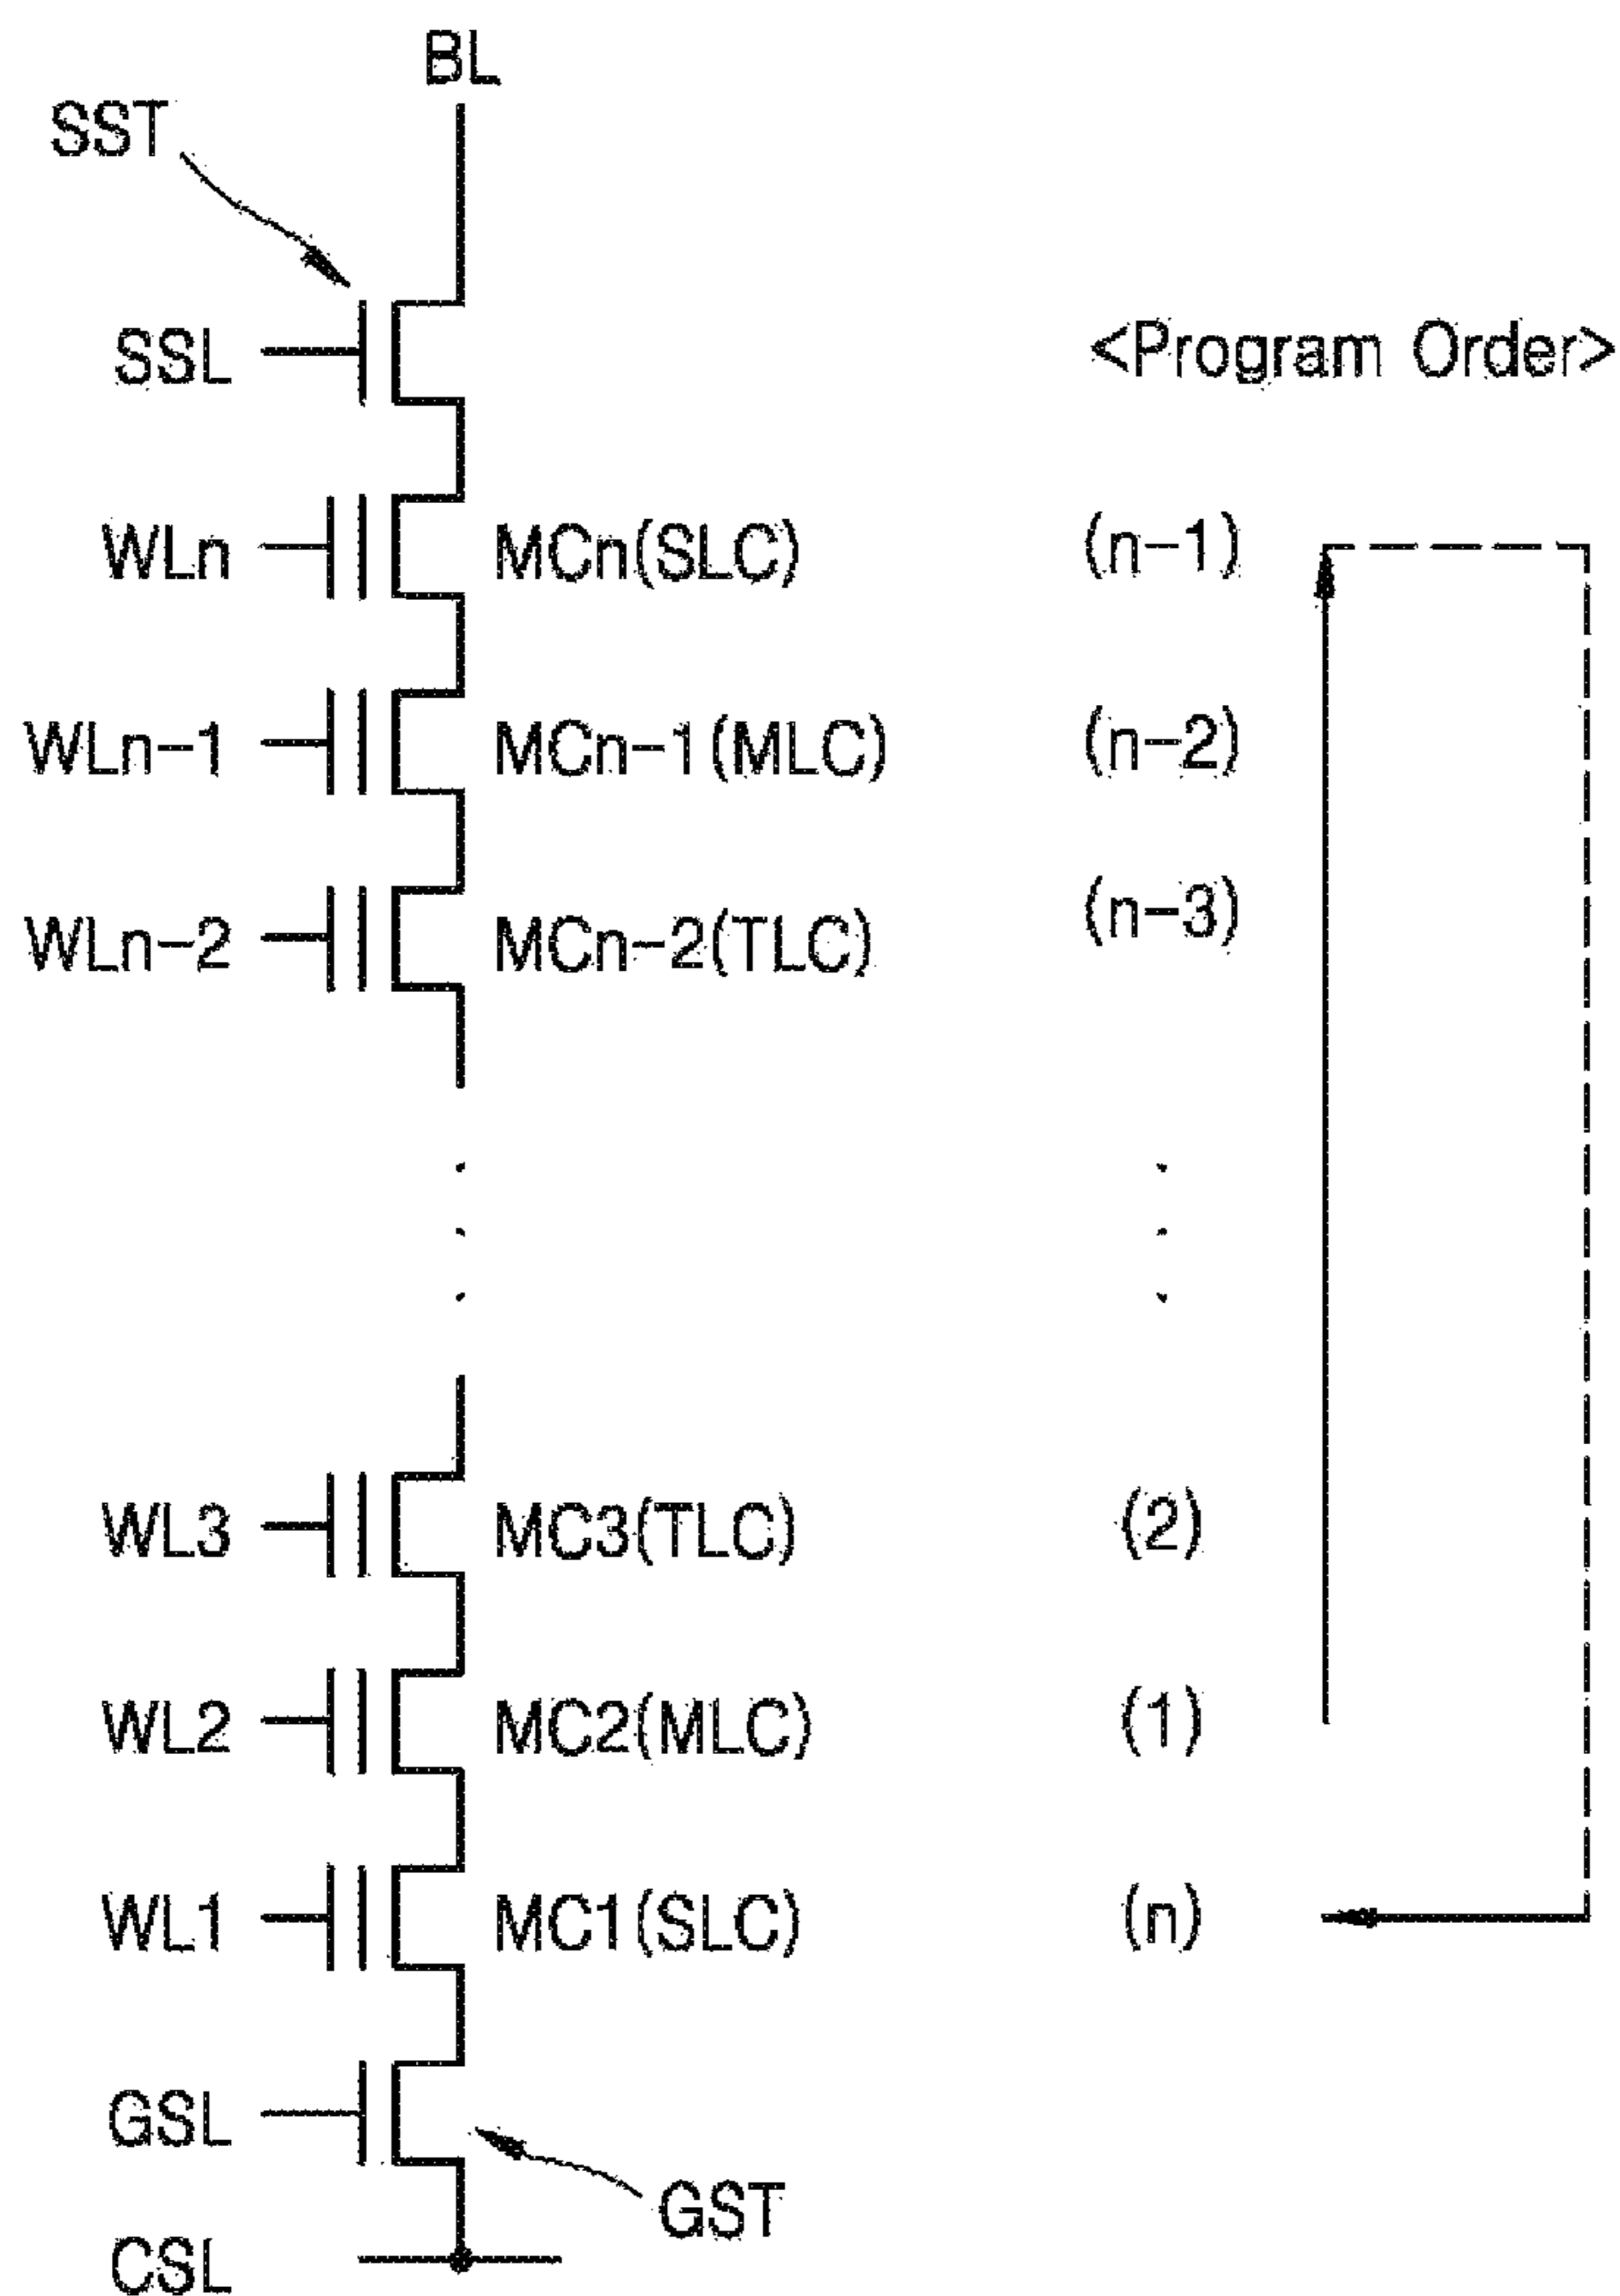 BL
SST
SSL
<Program Order>
WLn MCn(SLC) (n-1)
WLn-1 MCn-1(MLC) (n-2)
WLn-2 MCn-2(TLC) (n-3)
WL3 MC3(TLC) (2)
WL2 MC2(MLC) (1)
WL1 MC1(SLC) (n)
GSL
GST
CSL